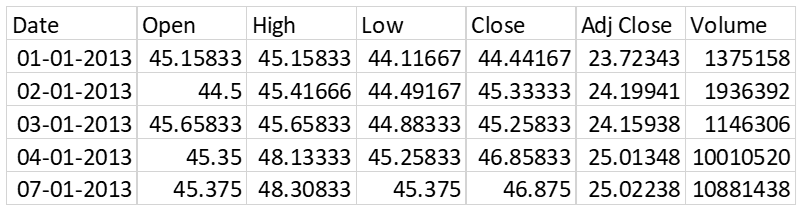 Date Open High Low Close Adj Close Volume
01-01-2013 45.15833 45.15833 44.11667 44.44167 23.72343 1375158
02-01-2013 44.5 45.41666 44.49167 45.33333 24.19941 1936392
03-01-2013 45.65833 45.65833 44.88333 45.25833 24.15938 1146306
04-01-2013 45.35 48.13333 45.25833 46.85833 25.01348 10010520
07-01-2013 45.375 48.30833 45.375 46.875 25.02238 10881438